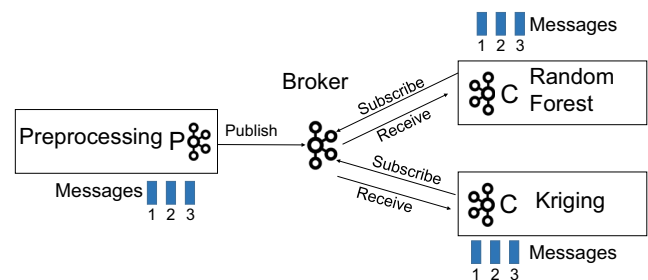 Messages
1 2 3
Broker
Subscribe
Receive
C Random
Forest
Preprocessing P
Publish
Messages
1 2 3
Subscribe
Receive
C Kriging
Messages
1 2 3